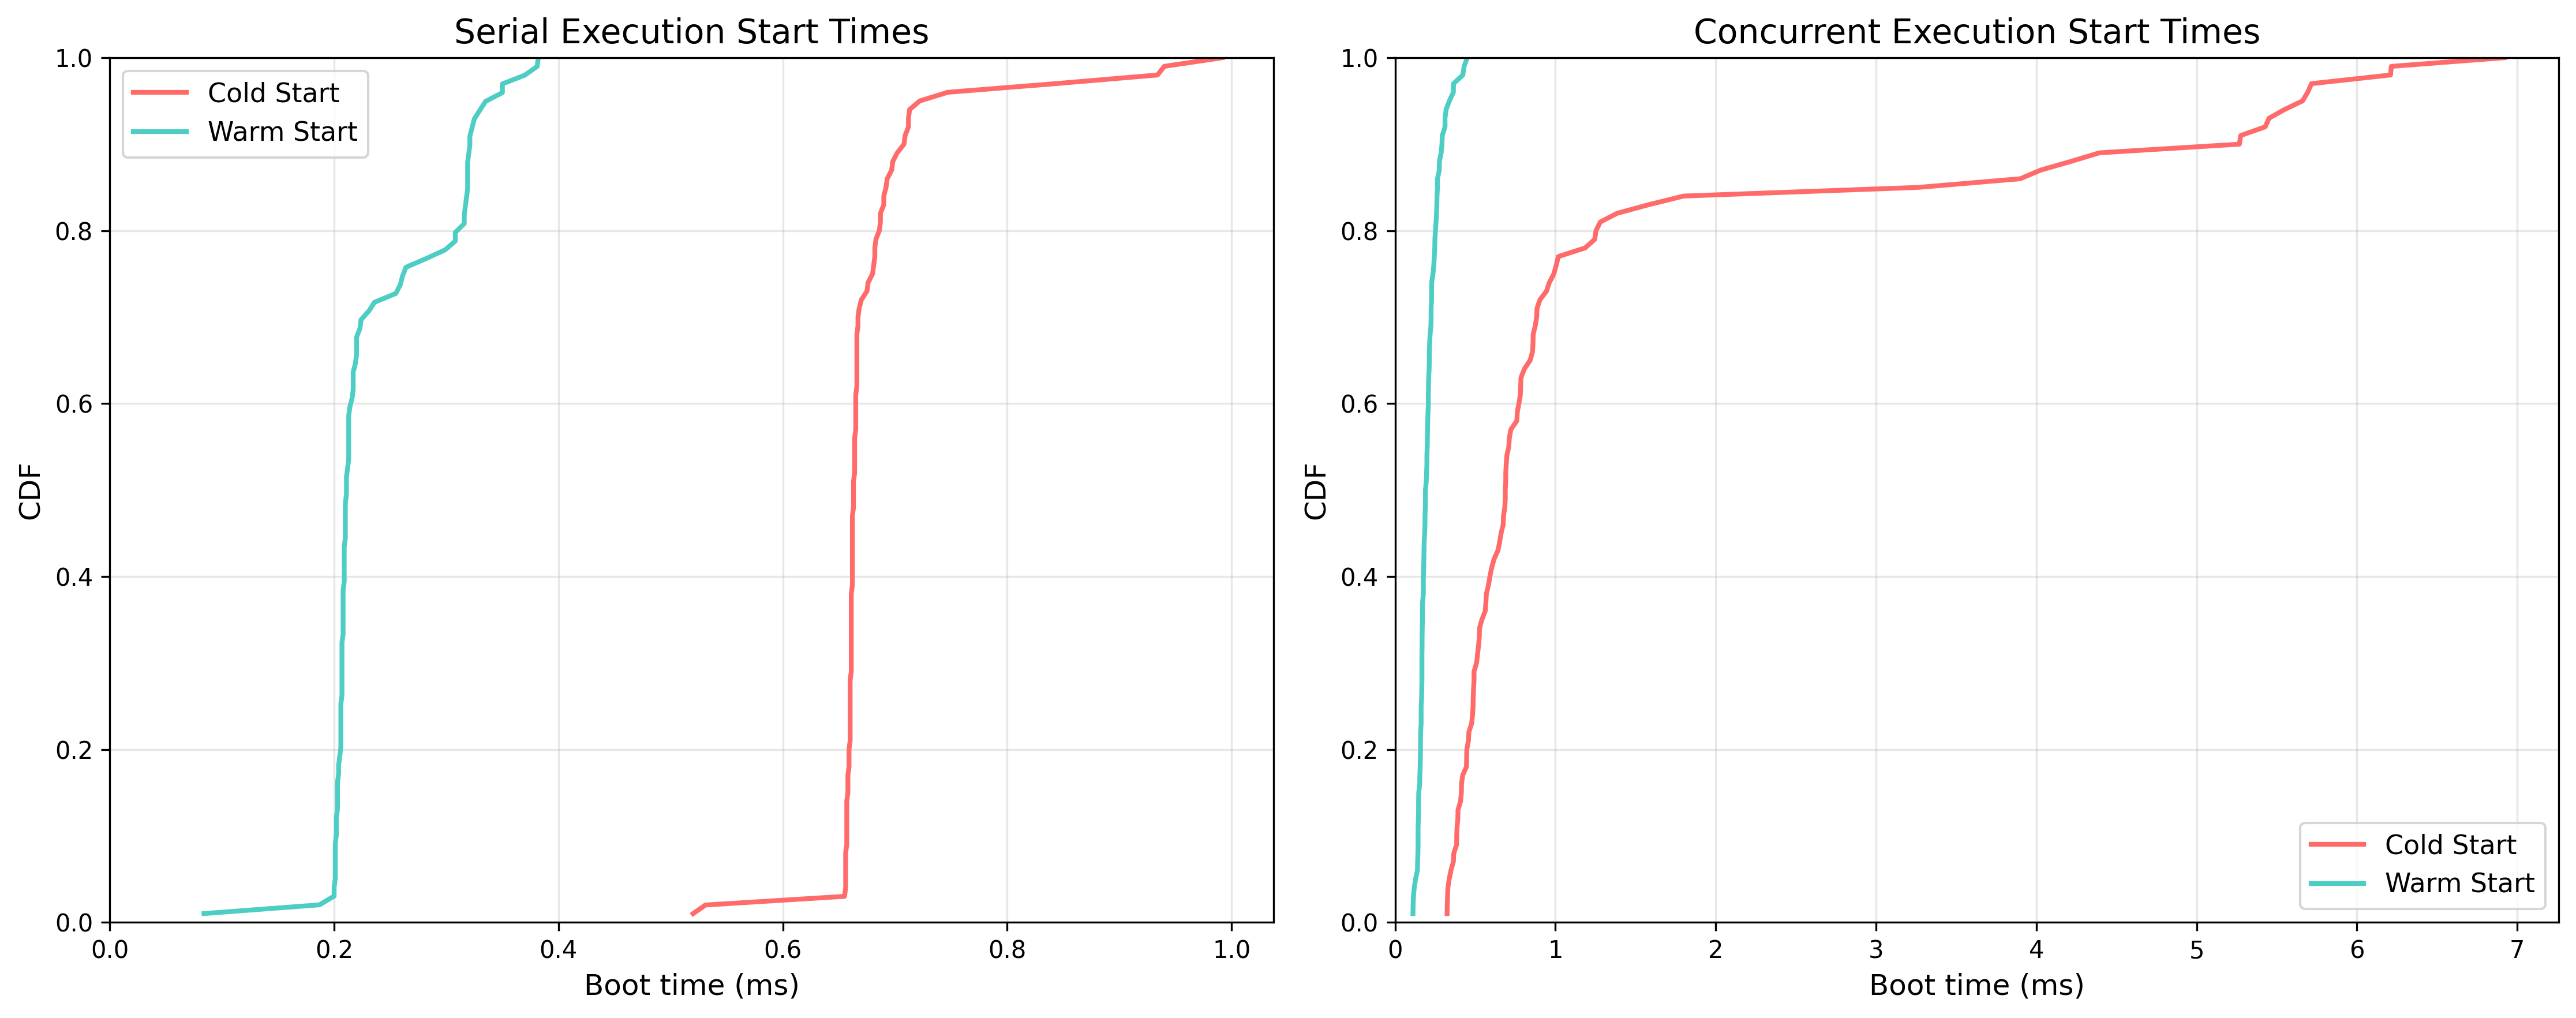 Serial Execution Start Times
1.0
0.8
0.6
0.4
0.2
0.0
CDF
Cold Start
Warm Start
0.0 0.2 0.4 0.6 0.8 1.0
Boot time (ms)
Concurrent Execution Start Times
1.0
0.8
0.6
0.4
0.2
0.0
CDF
Cold Start
Warm Start
0 1 2 3 4 5 6 7
Boot time (ms)